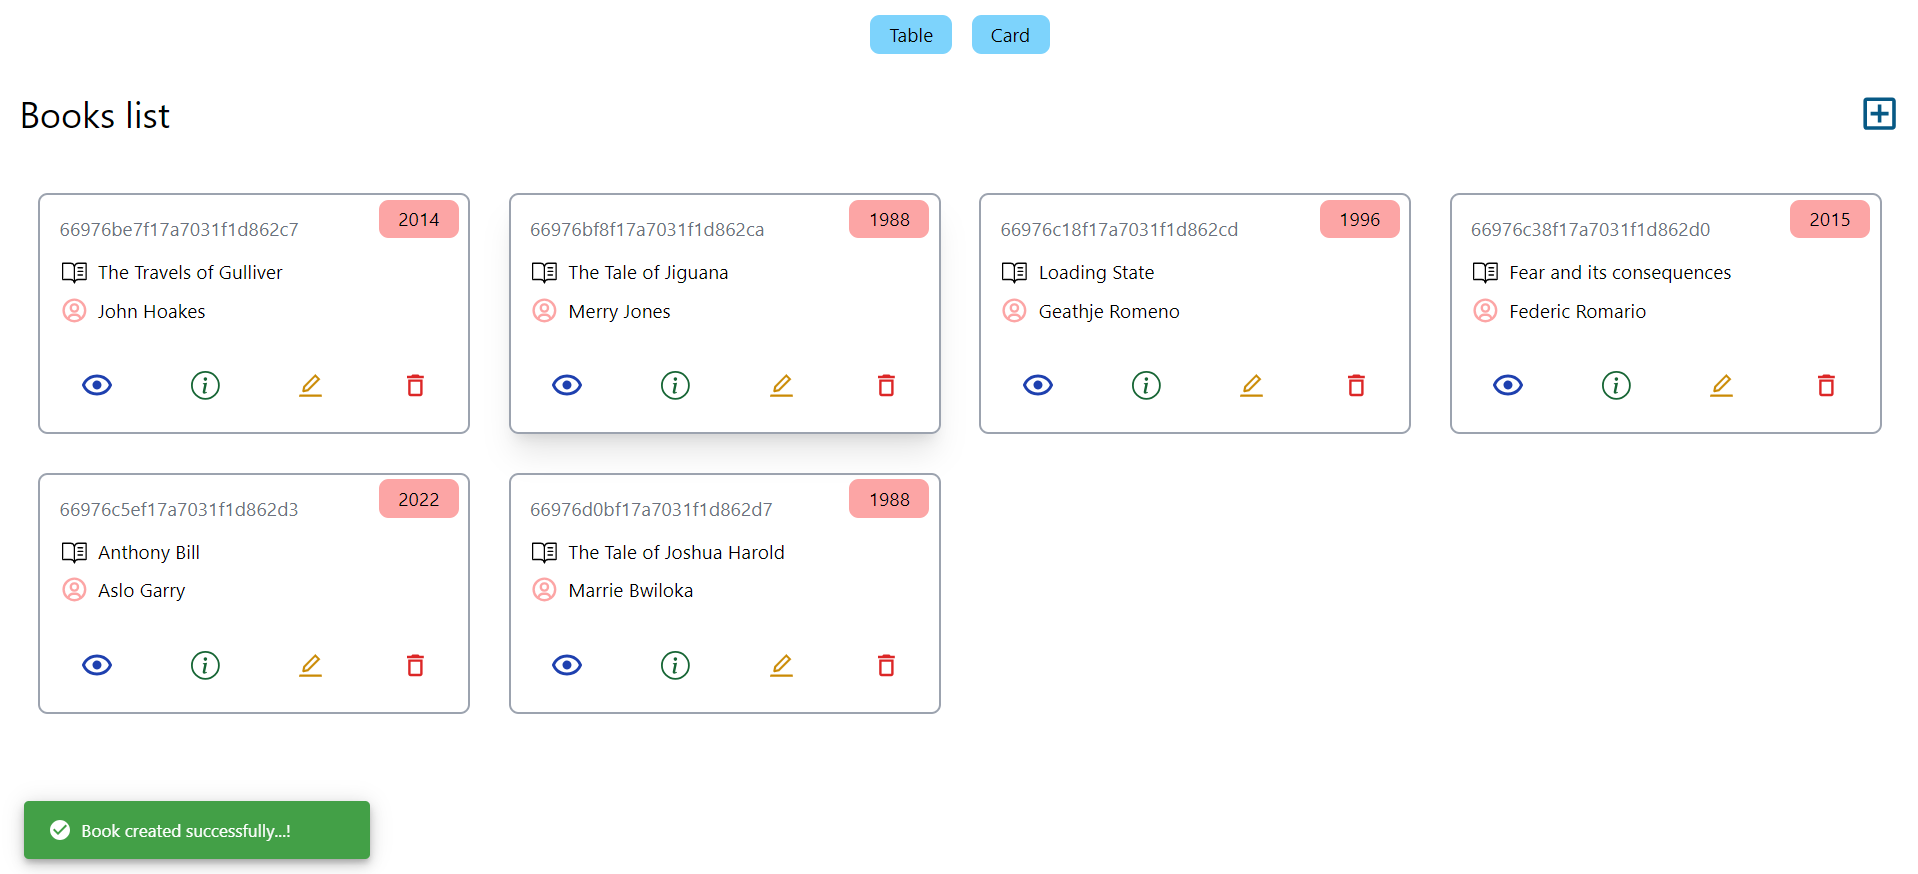 Table Card
Books list
66976be7f17a7031f1d862c7 2014
The Travels of Gulliver
John Hoakes
66976bf8f17a7031f1d862ca 1988
The Tale of Jiguana
Merry Jones
66976c18f17a7031f1d862cd 1996
Loading State
Geathje Romeno
66976c38f17a7031f1d862d0 2015
Fear and its consequences
Federic Romario
66976c5ef17a7031f1d862d3 2022
Anthony Bill
Aslo Garry
66976d0bf17a7031f1d862d7 1988
The Tale of Joshua Harold
Marrie Bwiloka
Book created successfully...!